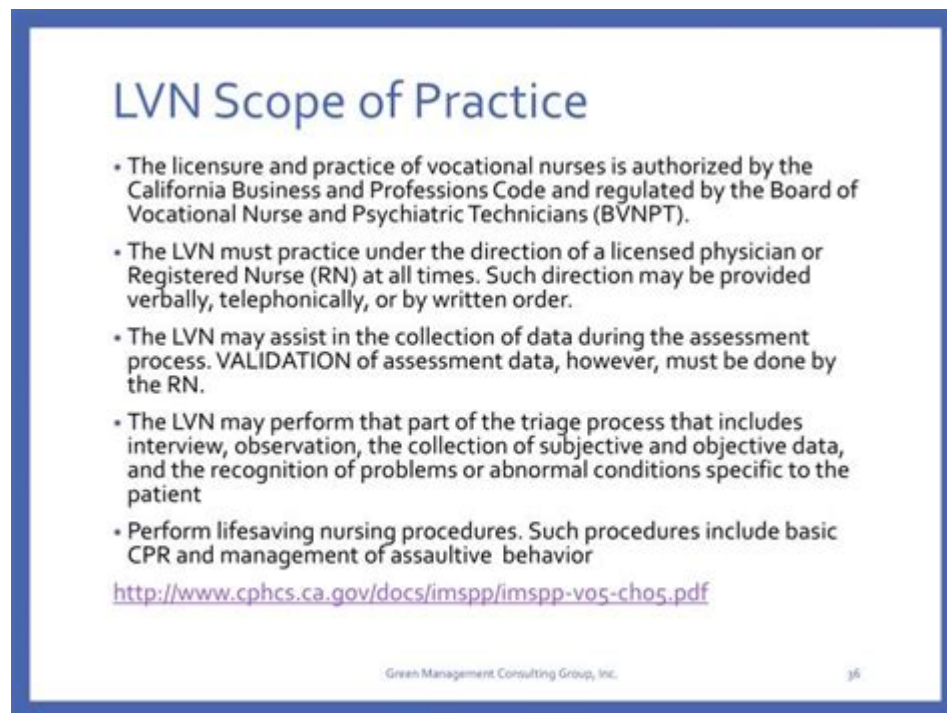 LVN Scope of Practice
• The licensure and practice of vocational nurses is authorized by the
California Business and Professions Code and regulated by the Board of
Vocational Nurse and Psychiatric Technicians (BVNPT).
• The LVN must practice under the direction of a licensed physician or
Registered Nurse (RN) at all times. Such direction may be provided
verbally, telephonically, or by written order.
• The LVN may assist in the collection of data during the assessment
process. VALIDATION of assessment data, however, must be done by
the RN.
• The LVN may perform that part of the triage process that includes
interview, observation, the collection of subjective and objective data,
and the recognition of problems or abnormal conditions specific to the
patient
• Perform lifesaving nursing procedures. Such procedures include basic
CPR and management of assaultive behavior
http://www.cphcs.ca.gov/docs/imspp/imspp-v05-ch05.pdf
Green Management Consulting Group, Inc.
36